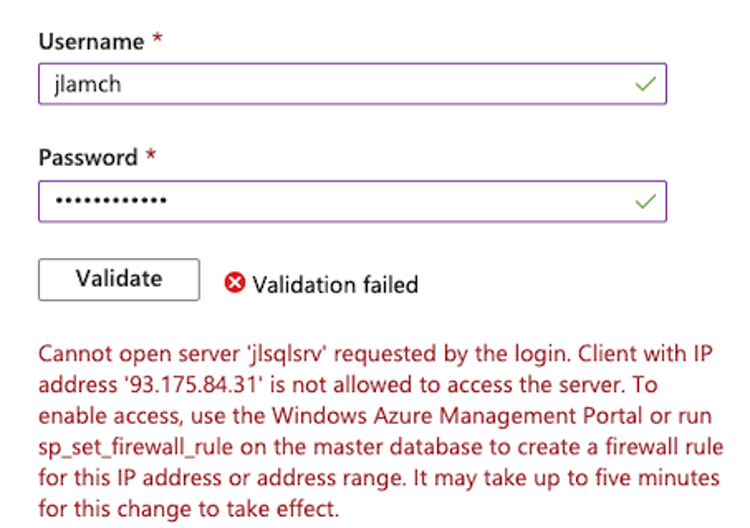 Username *
jlamch
Password *
••••••••••••
Validate
Validation failed
Cannot open server 'jlsqlsrv' requested by the login. Client with IP
address '93.175.84.31' is not allowed to access the server. To
enable access, use the Windows Azure Management Portal or run
sp_set_firewall_rule on the master database to create a firewall rule
for this IP address or address range. It may take up to five minutes
for this change to take effect.